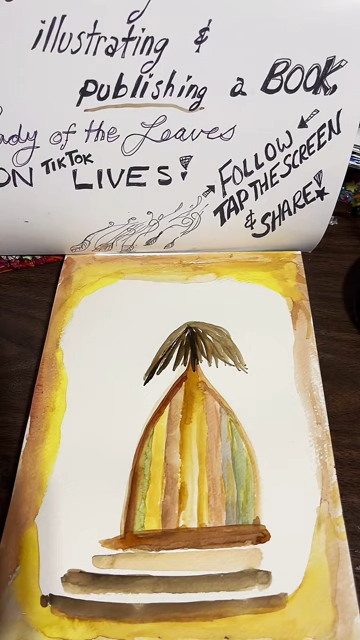 illustrating &
publishing a BOOK,
ady of the Leaves
ON TIKTOK LIVES!
FOLLOW
TAP THE SCREEN
& SHARE!